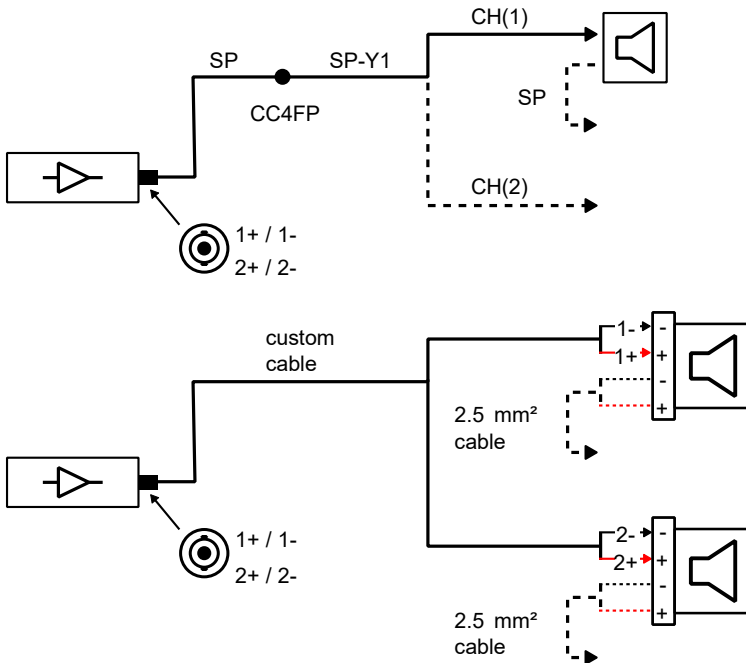 CH(1)
SP
SP-Y1
SP
CC4FP
CH(2)
1+ / 1-
2+ / 2-
custom
cable
1-
-
1+
+
-
+
2.5 mm²
cable
1+ / 1-
2+ / 2-
2-
-
2+
+
-
+
2.5 mm²
cable